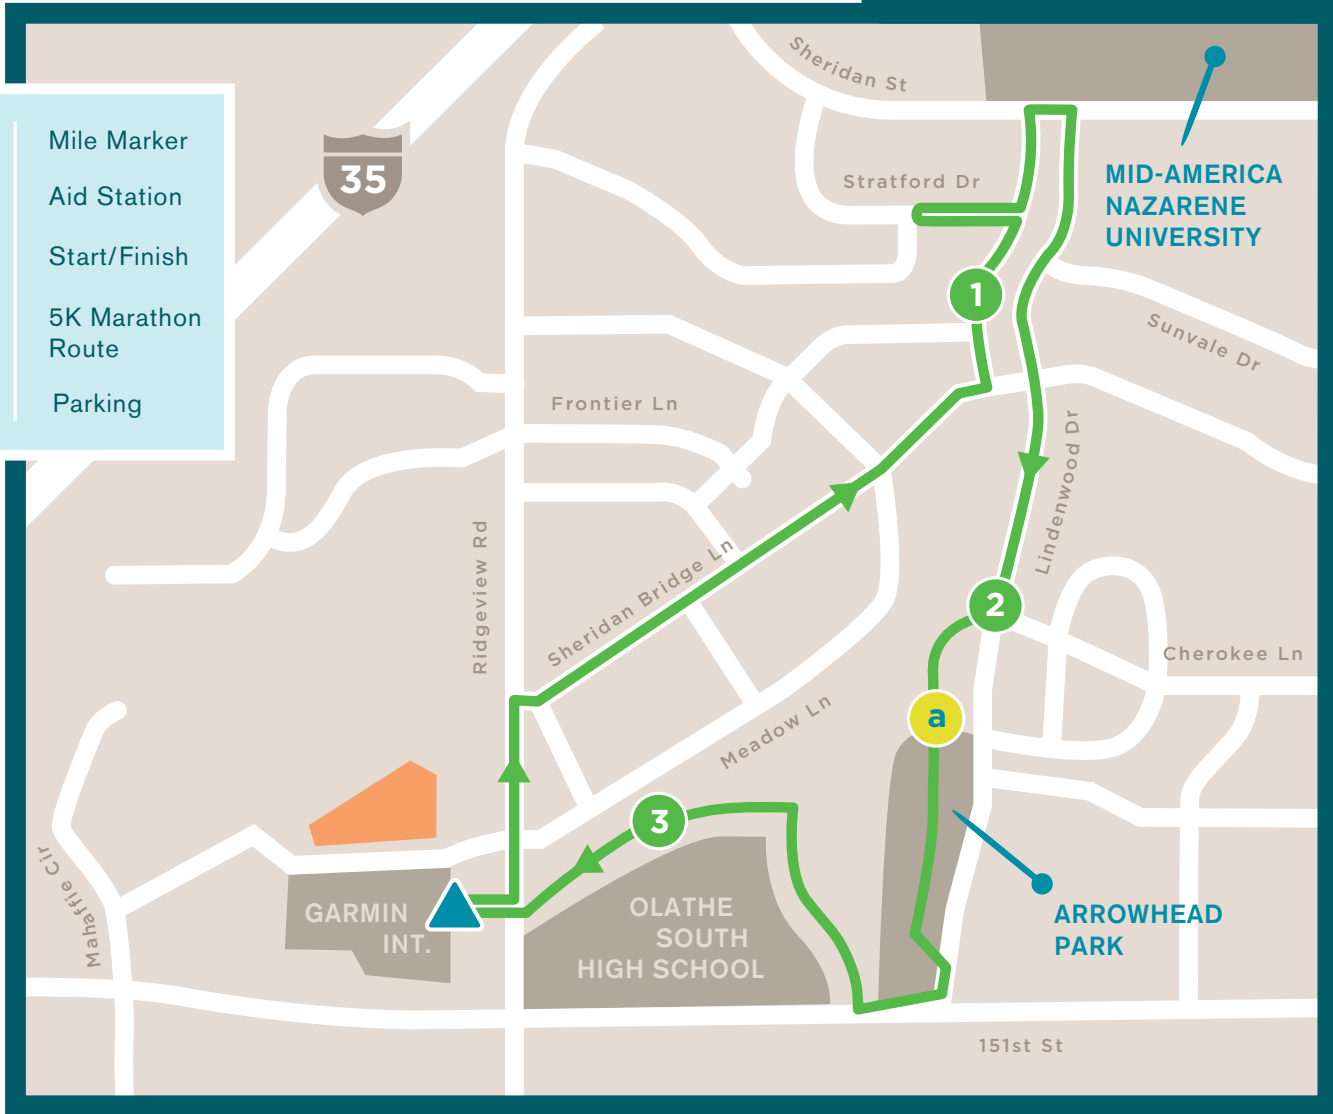 Sheridan St
Mile Marker
Aid Station
Start/Finish
5K Marathon
Route
Parking
35
Stratford Dr
MID-AMERICA
NAZARENE
UNIVERSITY
1
Sunvale Dr
Frontier Ln
Lindenwood Dr
Ridgeview Rd
Sheridan Bridge Ln
2
Cherokee Ln
a
Meadow Ln
3
Mahaffie Cir
GARMIN
INT.
OLATHE
SOUTH
HIGH SCHOOL
ARROWHEAD
PARK
151st St